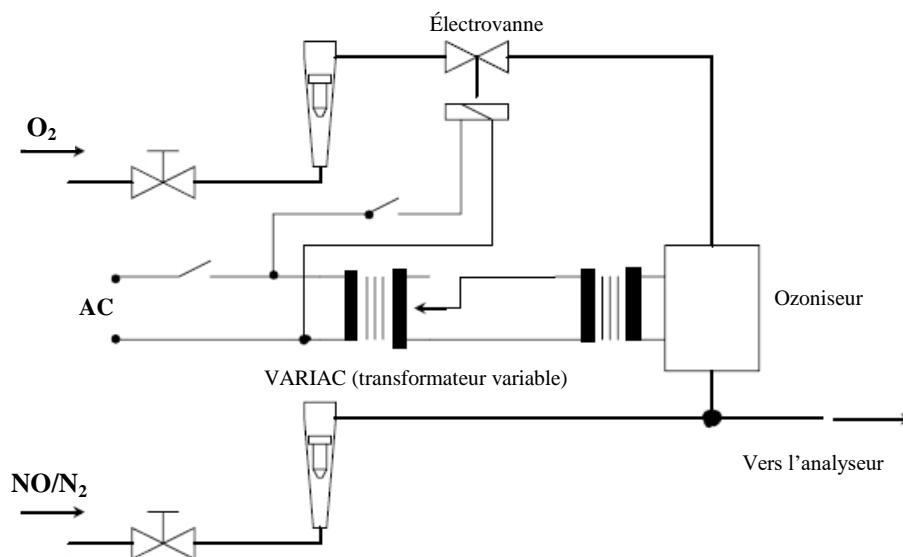 Électrovanne
O₂
AC
Ozoniseur
VARIAC (transformateur variable)
Vers l'analyseur
NO/N₂